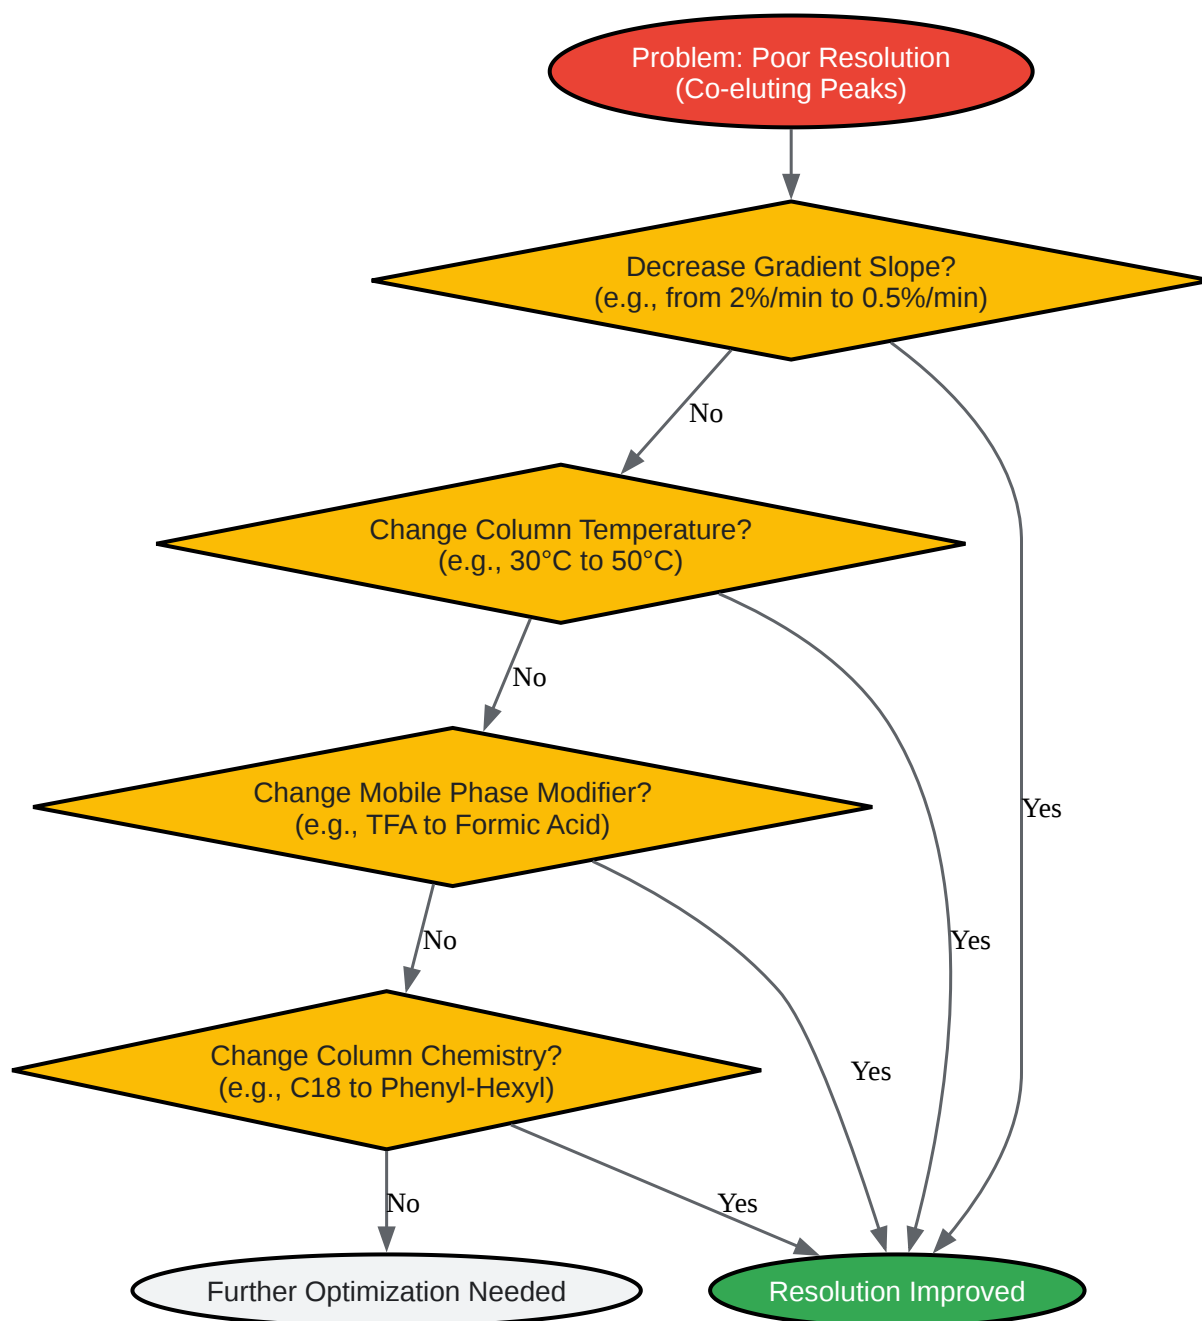 Problem: Poor Resolution
(Co-eluting Peaks)
Decrease Gradient Slope?
(e.g., from 2%/min to 0.5%/min)
No
Change Column Temperature?
(e.g., 30°C to 50°C)
No
Change Mobile Phase Modifier?
(e.g., TFA to Formic Acid)
Yes
No
Yes
Change Column Chemistry?
(e.g., C18 to Phenyl-Hexyl)
Yes
No
Yes
Further Optimization Needed
Resolution Improved